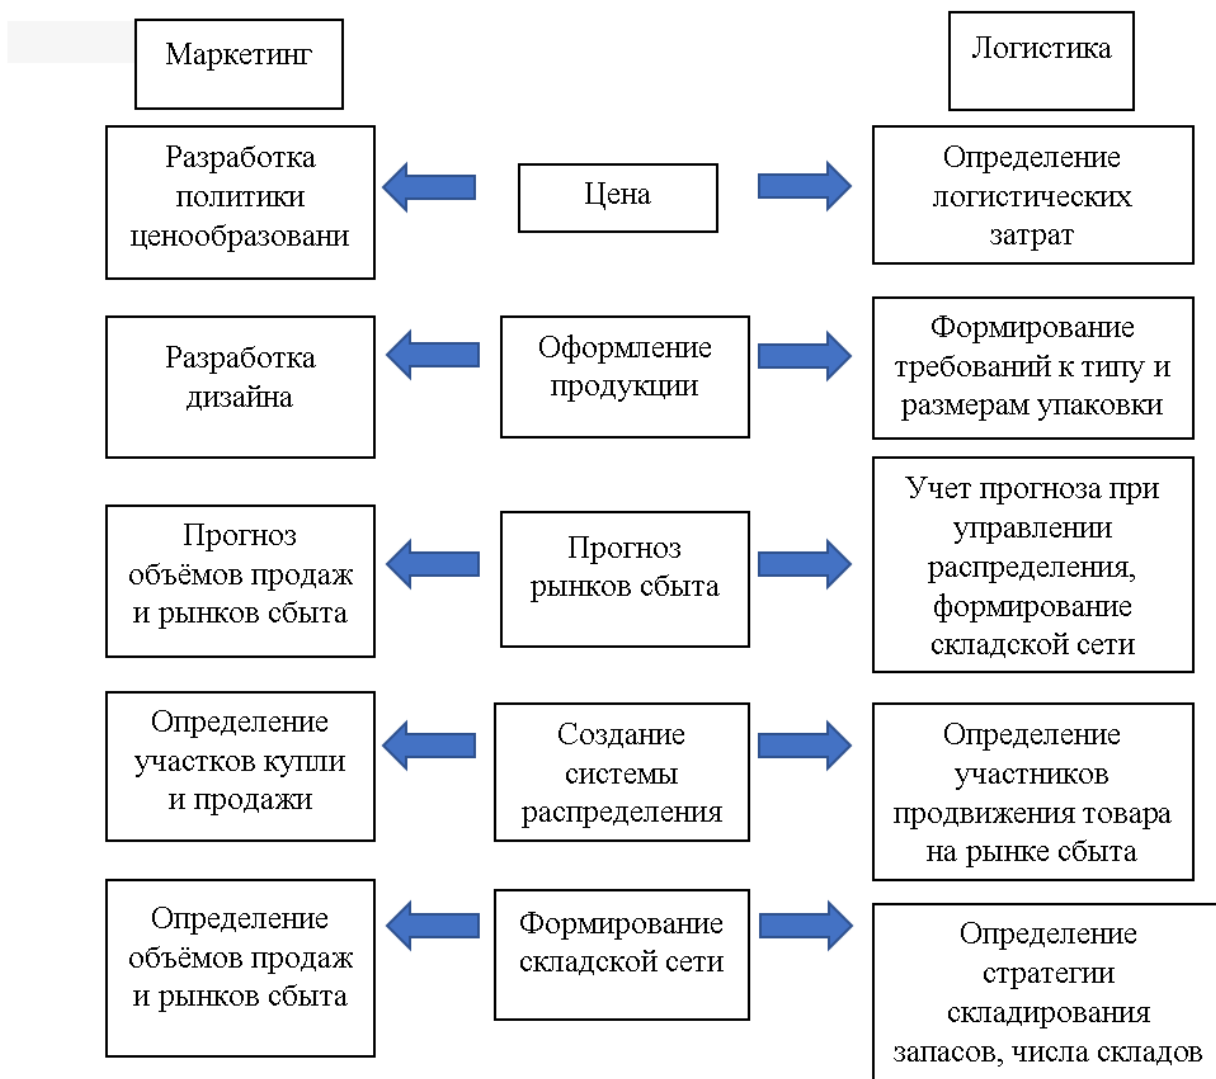 Маркетинг
Логистика
Разработка
политики
ценообразовани
Цена
Определение
логистических
затрат
Разработка
дизайна
Оформление
продукции
Формирование
требований к типу и
размерам упаковки
Прогноз
объёмов продаж
и рынков сбыта
Прогноз
рынков сбыта
Учет прогноза при
управлении
распределения,
формирование
складской сети
Определение
участков купли
и продажи
Создание
системы
распределения
Определение
участников
продвижения товара
на рынке сбыта
Определение
объёмов продаж
и рынков сбыта
Формирование
складской сети
Определение
стратегии
складирования
запасов, числа складов